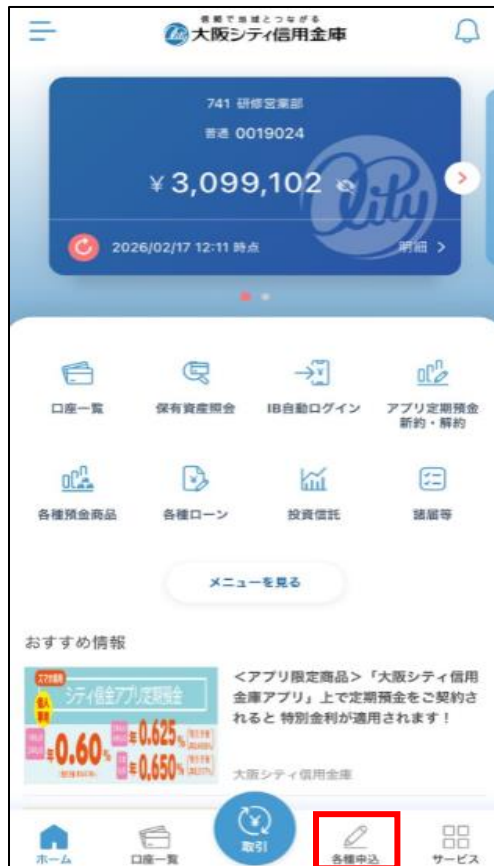 信頼で地域とつながる
大阪シティ信用金庫
741 研修営業部
普通 0019024
¥ 3,099,102
City
2026/02/17 12:11 時点
明細 >
口座一覧
保有資産照会
IB自動ログイン
アプリ定期預金
新約・解約
各種預金商品
各種ローン
投資信託
諸届等
メニューを見る
おすすめ情報
スマホ専用
個人専用
シティ信金アプリ定期預金
年0.60%
年0.625%
年0.650%
<アプリ限定商品>「大阪シティ信用
金庫アプリ」上で定期預金をご契約さ
れると 特別金利が適用されます！
大阪シティ信用金庫
ホーム
口座一覧
取引
各種申込
サービス